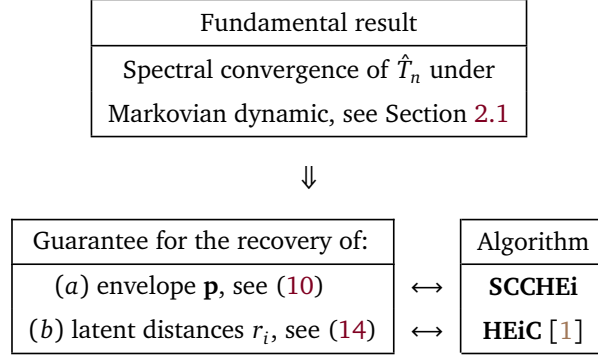 Fundamental result
Spectral convergence of T̂ₙ under
Markovian dynamic, see Section 2.1
⇓
Guarantee for the recovery of: Algorithm
(a) envelope p, see (10) ↔ SCCHEi
(b) latent distances rᵢ, see (14) ↔ HEiC [1]